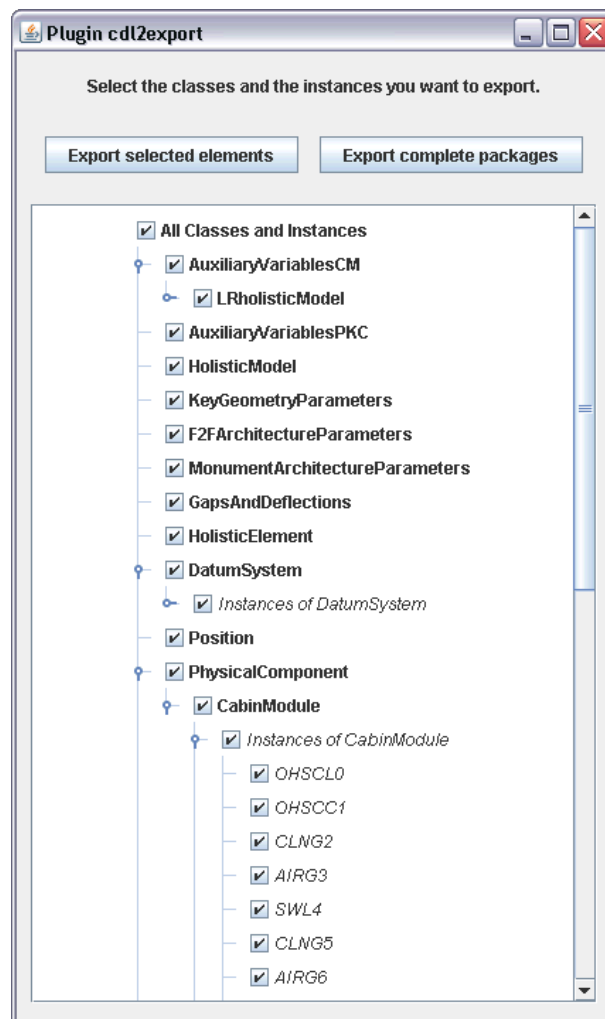 Plugin cdl2export
Select the classes and the instances you want to export.
Export selected elements Export complete packages
All Classes and Instances
AuxiliaryVariablesCM
LRholisticModel
AuxiliaryVariablesPKC
HolisticModel
KeyGeometryParameters
F2FArchitectureParameters
MonumentArchitectureParameters
GapsAndDeflections
HolisticElement
DatumSystem
Instances of DatumSystem
Position
PhysicalComponent
CabinModule
Instances of CabinModule
OHSCL0
OHSCC1
CLNG2
AIRG3
SWL4
CLNG5
AIRG6